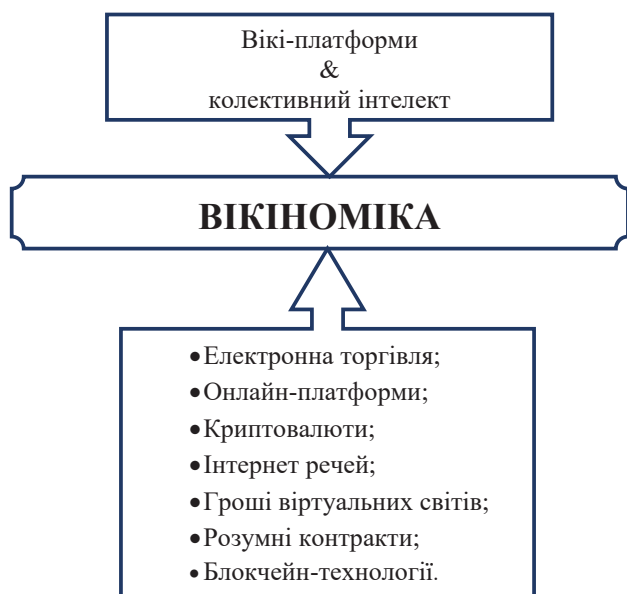 Вікі-платформи
&
колективний інтелект
ВІКІНОМІКА
•Електронна торгівля;
•Онлайн-платформи;
•Криптовалюти;
•Інтернет речей;
•Гроші віртуальних світів;
•Розумні контракти;
•Блокчейн-технології.